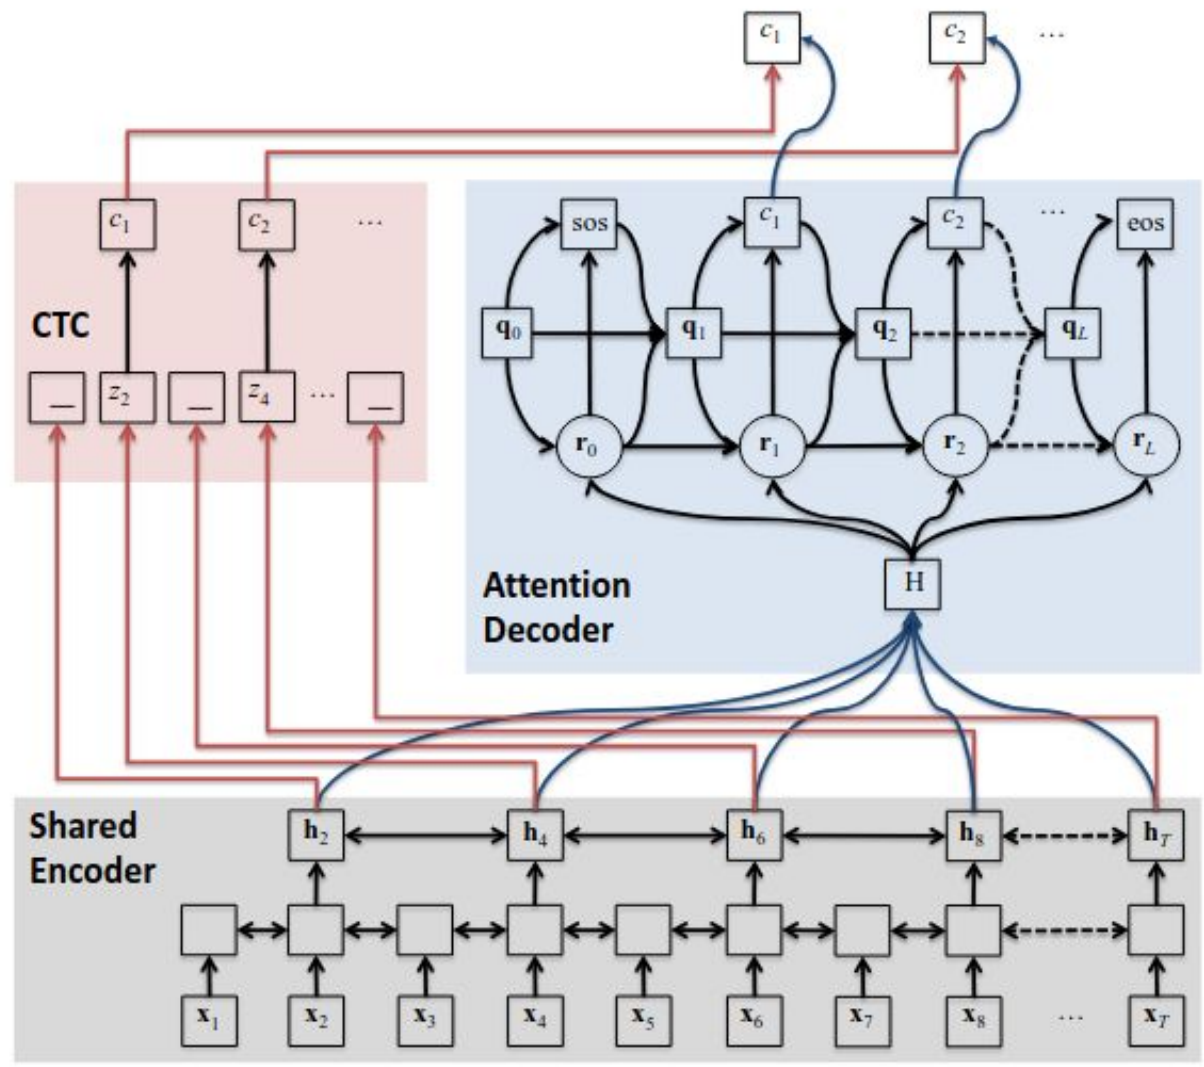 c1 c2 ...
c1 c2 ...
sos c1 c2 ... eos
CTC
q0 q1 q2 qL
_ z2 _ z4 ... _
r0 r1 r2 rL
H
Attention
Decoder
Shared
Encoder
h2 h4 h6 h8 hT
x1 x2 x3 x4 x5 x6 x7 x8 ... xT